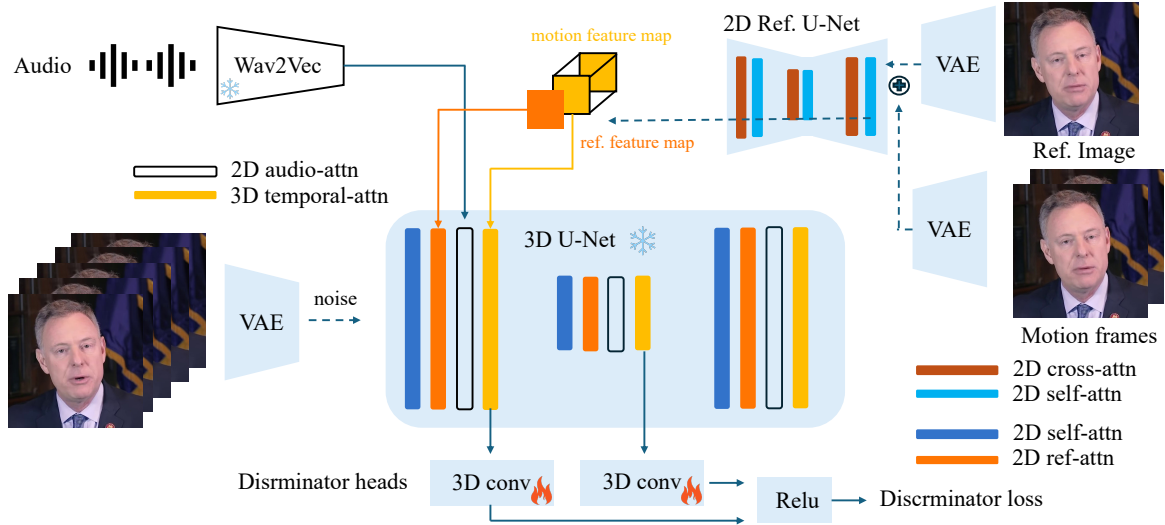 2D Ref. U-Net
motion feature map
Audio
Wav2Vec
VAE
ref. feature map
Ref. Image
2D audio-attn
3D temporal-attn
3D U-Net
VAE
noise
VAE
Motion frames
2D cross-attn
2D self-attn
2D self-attn
2D ref-attn
Disrminator heads
3D conv
3D conv
Relu
Discrminator loss